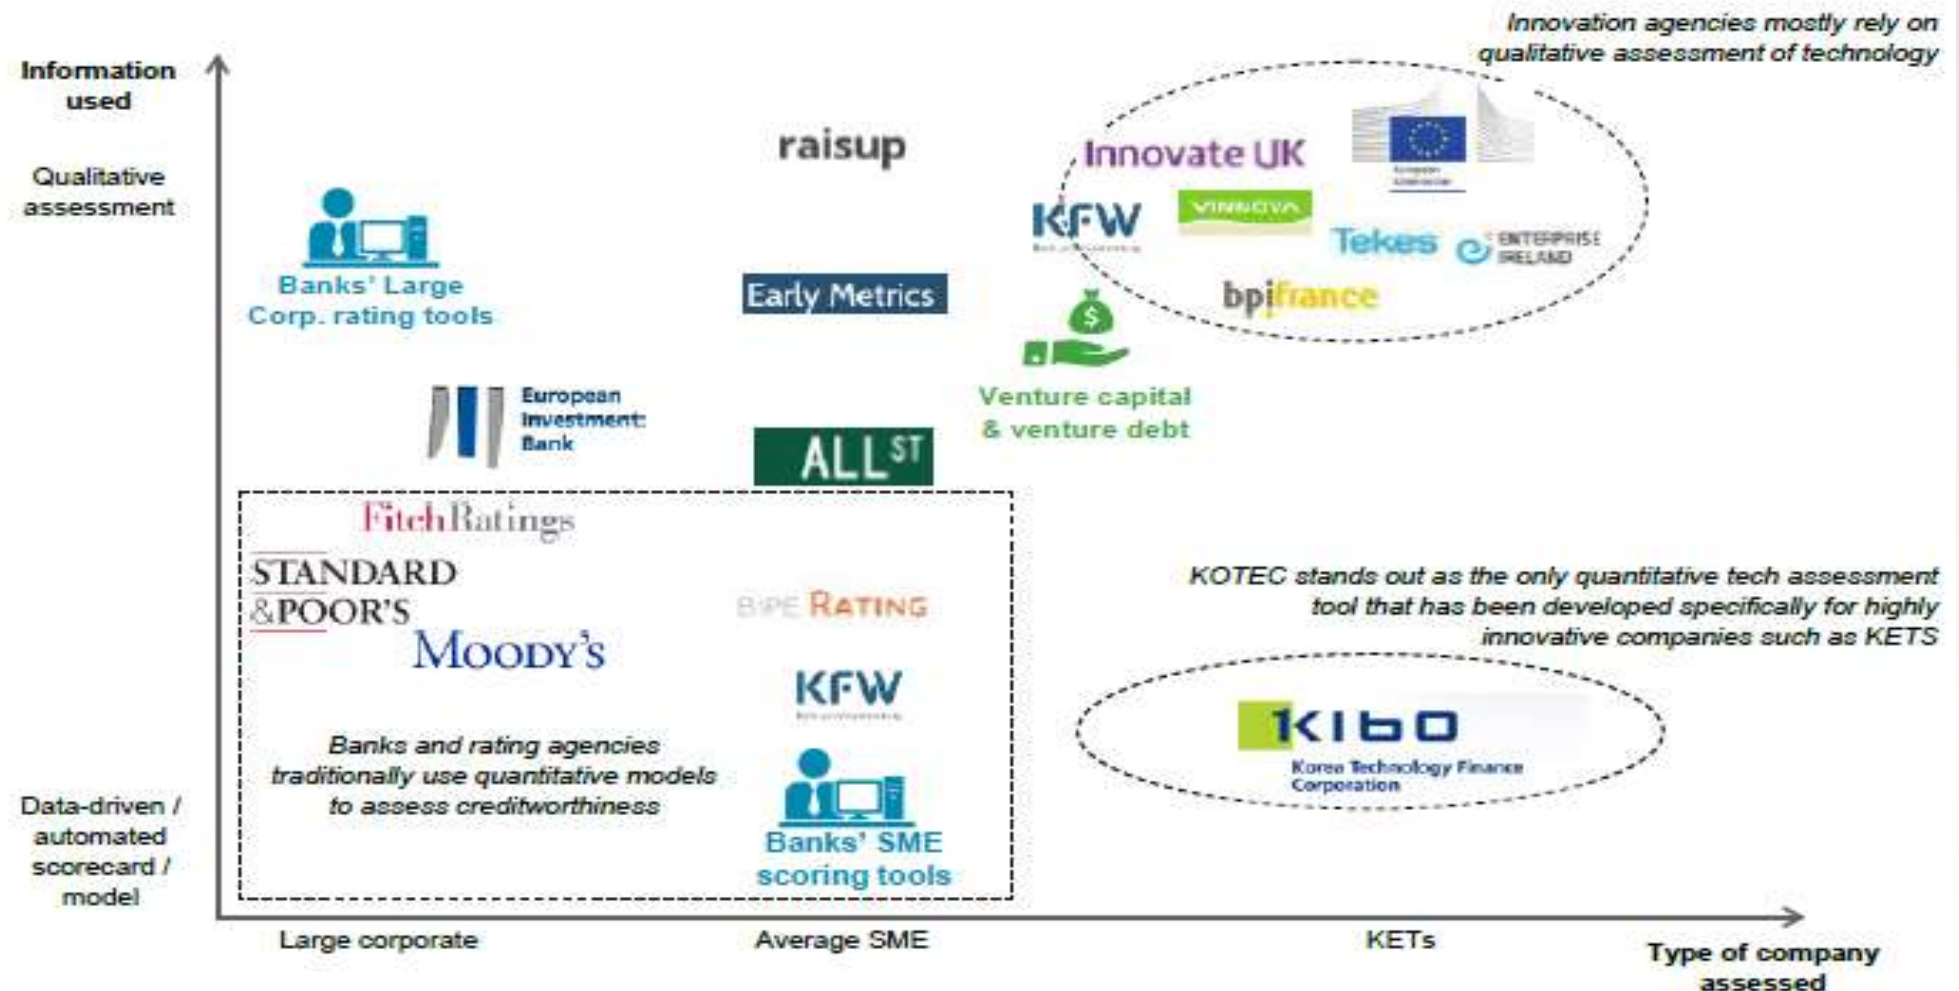 Innovation agencies mostly rely on
qualitative assessment of technology
Information
used
Qualitative
assessment
raisup
Innovate UK
KFW
VINNOVA
Tekes
ENTERPRISE
IRELAND
bpifrance
Banks' Large
Corp. rating tools
Early Metrics
$
Venture capital
& venture debt
European
Investment
Bank
ALL ST
FitchRatings
STANDARD
&POOR'S
MOODY'S
BIPE RATING
KFW
KOTEC stands out as the only quantitative tech assessment
tool that has been developed specifically for highly
innovative companies such as KETS
KIBO
Korea Technology Finance
Corporation
Banks and rating agencies
traditionally use quantitative models
to assess creditworthiness
Banks' SME
scoring tools
Data-driven /
automated
scorecard /
model
Large corporate
Average SME
KETs
Type of company
assessed